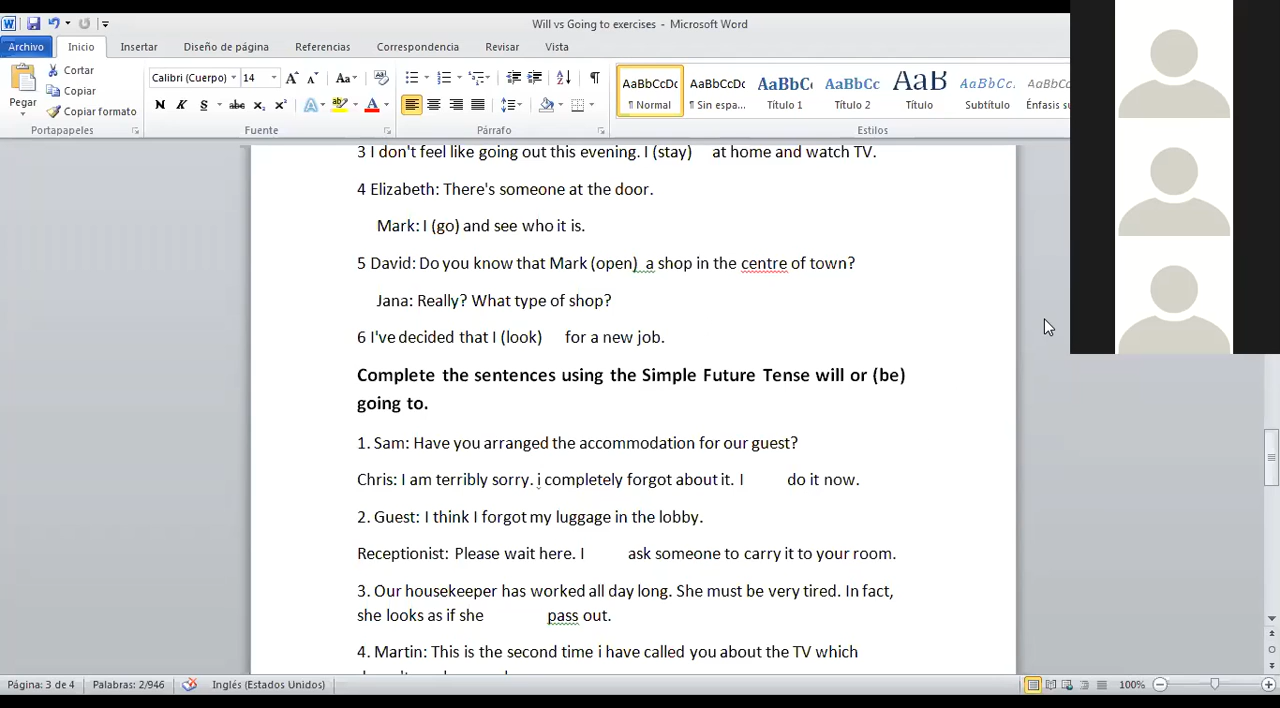 Will vs Going to exercises - Microsoft Word
Archivo Inicio Insertar Diseño de página Referencias Correspondencia Revisar Vista
Pegar
Cortar
Copiar
Copiar formato
Portapapeles
Calibri (Cuerpo) 14
Fuente
Párrafo
AaBbCcDc AaBbCcDc AaBbC AaBbCc AaB AaBbCc. AaBbCcDc
¶ Normal ¶ Sin espa... Título 1 Título 2 Título Subtítulo Énfasis su
Estilos
3 I don't feel like going out this evening. I (stay) at home and watch TV.
4 Elizabeth: There's someone at the door.
Mark: I (go) and see who it is.
5 David: Do you know that Mark (open) a shop in the centre of town?
Jana: Really? What type of shop?
6 I've decided that I (look) for a new job.
Complete the sentences using the Simple Future Tense will or (be)
going to.
1. Sam: Have you arranged the accommodation for our guest?
Chris: I am terribly sorry. i completely forgot about it. I do it now.
2. Guest: I think I forgot my luggage in the lobby.
Receptionist: Please wait here. I ask someone to carry it to your room.
3. Our housekeeper has worked all day long. She must be very tired. In fact,
she looks as if she pass out.
4. Martin: This is the second time i have called you about the TV which
Página: 3 de 4 Palabras: 2/946 Inglés (Estados Unidos) 100%